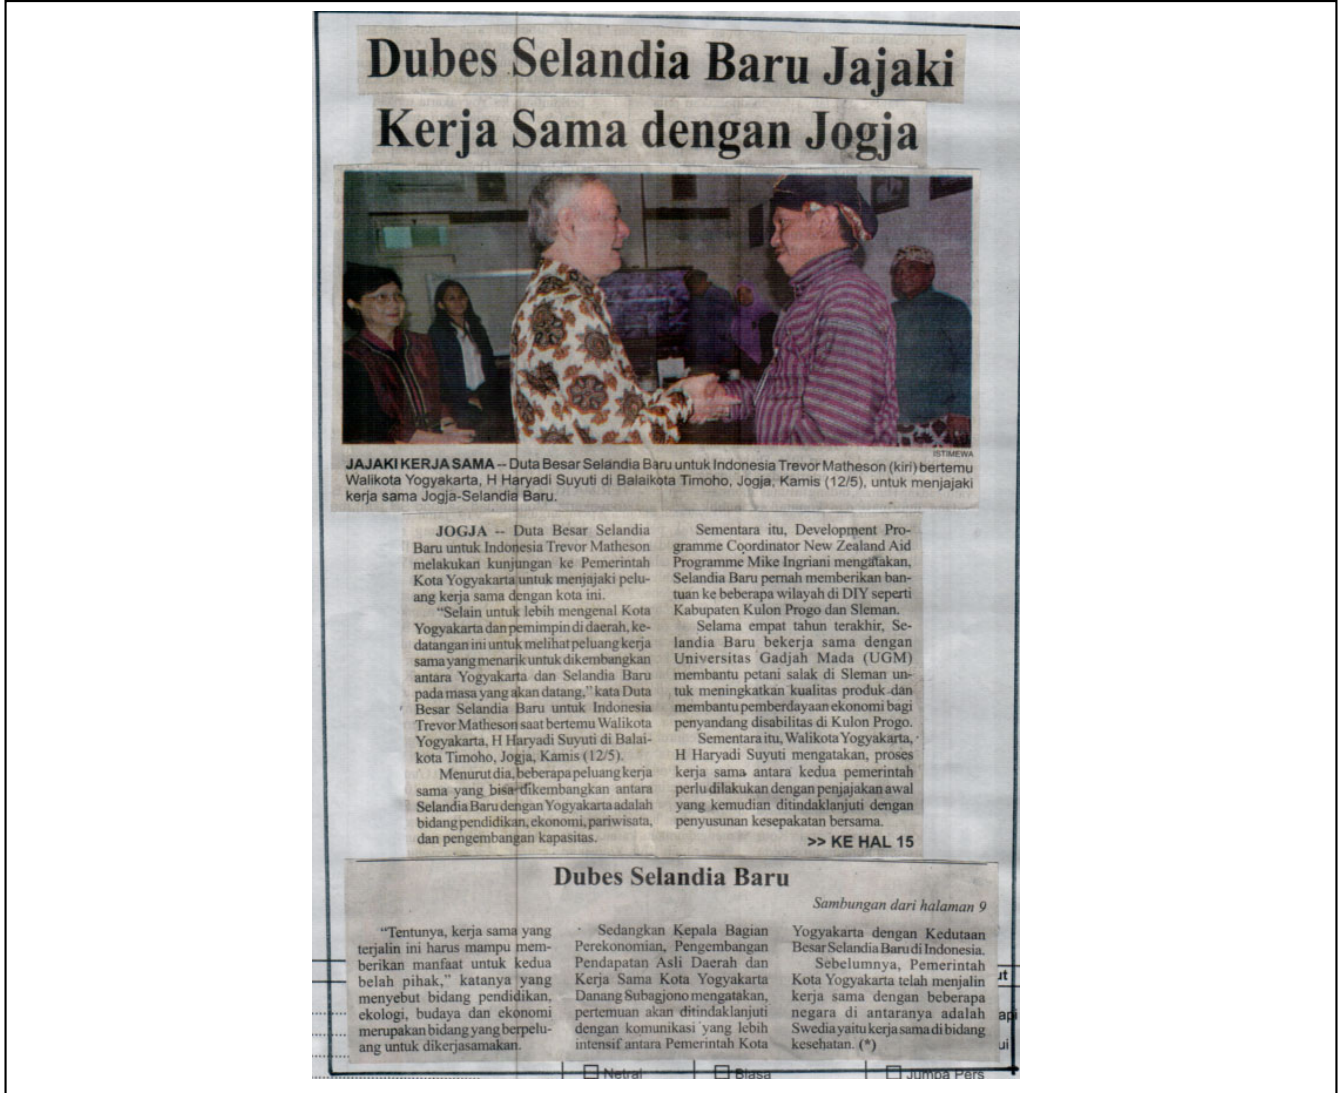 Dubes Selandia Baru Jajaki
Kerja Sama dengan Jogja
ISTIMEWA
JAJAKI KERJA SAMA -- Duta Besar Selandia Baru untuk Indonesia Trevor Matheson (kiri) bertemu
Walikota Yogyakarta, H Haryadi Suyuti di Balaikota Timoho, Jogja, Kamis (12/5), untuk menjajaki
kerja sama Jogja-Selandia Baru.
JOGJA -- Duta Besar Selandia
Baru untuk Indonesia Trevor Matheson
melakukan kunjungan ke Pemerintah
Kota Yogyakarta untuk menjajaki pelu-
ang kerja sama dengan kota ini.
“Selain untuk lebih mengenal Kota
Yogyakarta dan pemimpin di daerah, ke-
datangan ini untuk melihat peluang kerja
sama yang menarik untuk dikembangkan
antara Yogyakarta dan Selandia Baru
pada masa yang akan datang,” kata Duta
Besar Selandia Baru untuk Indonesia
Trevor Matheson saat bertemu Walikota
Yogyakarta, H Haryadi Suyuti di Balai-
kota Timoho, Jogja, Kamis (12/5).
Menurut dia, beberapa peluang kerja
sama yang bisa dikembangkan antara
Selandia Baru dengan Yogyakarta adalah
bidang pendidikan, ekonomi, pariwisata,
dan pengembangan kapasitas.
Sementara itu, Development Pro-
gramme Coordinator New Zealand Aid
Programme Mike Ingriani mengatakan,
Selandia Baru pernah memberikan ban-
tuan ke beberapa wilayah di DIY seperti
Kabupaten Kulon Progo dan Sleman.
Selama empat tahun terakhir, Se-
landia Baru bekerja sama dengan
Universitas Gadjah Mada (UGM)
membantu petani salak di Sleman un-
tuk meningkatkan kualitas produk dan
membantu pemberdayaan ekonomi bagi
penyandang disabilitas di Kulon Progo.
Sementara itu, Walikota Yogyakarta,
H Haryadi Suyuti mengatakan, proses
kerja sama antara kedua pemerintah
perlu dilakukan dengan penjajakan awal
yang kemudian ditindaklanjuti dengan
penyusunan kesepakatan bersama.
>> KE HAL 15
Dubes Selandia Baru
Sambungan dari halaman 9
“Tentunya, kerja sama yang
terjalin ini harus mampu mem-
berikan manfaat untuk kedua
belah pihak,” katanya yang
menyebut bidang pendidikan,
ekologi, budaya dan ekonomi
merupakan bidang yang berpelu-
ang untuk dikerjasamakan.
Sedangkan Kepala Bagian
Perekonomian, Pengembangan
Pendapatan Asli Daerah dan
Kerja Sama Kota Yogyakarta
Danang Subagjono mengatakan,
pertemuan akan ditindaklanjuti
dengan komunikasi yang lebih
intensif antara Pemerintah Kota
Yogyakarta dengan Kedutaan
Besar Selandia Baru di Indonesia.
Sebelumnya, Pemerintah
Kota Yogyakarta telah menjalin
kerja sama dengan beberapa
negara di antaranya adalah
Swedia yaitu kerja sama di bidang
kesehatan. (*)
Netral
Biasa
Jumpa Pers